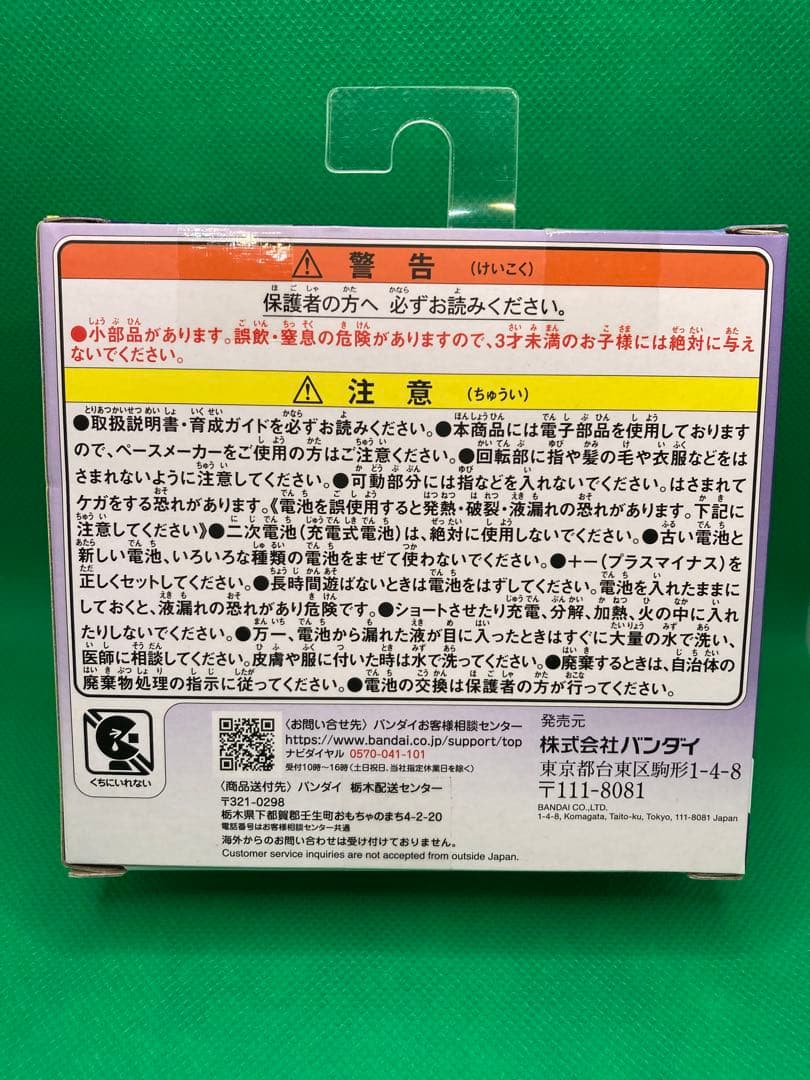 警告 (けいこく)
保護者の方へ 必ずお読みください。
●小部品があります。誤飲・窒息の危険がありますので、3才未満のお子様には絶対に与え
ないでください。
注意 (ちゅうい)
●取扱説明書・育成ガイドを必ずお読みください。●本商品には電子部品を使用しております
ので、ペースメーカーをご使用の方はご注意ください。●回転部に指や髪の毛や衣服などをは
さまれないように注意してください。●可動部分には指などを入れないでください。はさまれて
ケガをする恐れがあります。《電池を誤使用すると発熱・破裂・液漏れの恐れがあります。下記に
注意してください》●二次電池(充電式電池)は、絶対に使用しないでください。●古い電池と
新しい電池、いろいろな種類の電池をまぜて使わないでください。●+−(プラスマイナス)を
正しくセットしてください。●長時間遊ばないときは電池をはずしてください。電池を入れたままに
しておくと、液漏れの恐れがあり危険です。●ショートさせたり充電、分解、加熱、火の中に入れ
たりしないでください。●万一、電池から漏れた液が目に入ったときはすぐに大量の水で洗い、
医師に相談してください。皮膚や服に付いた時は水で洗ってください。●廃棄するときは、自治体の
廃棄物処理の指示に従ってください。●電池の交換は保護者の方が行ってください。
くちにいれない
〈お問い合せ先〉バンダイお客様相談センター
https://www.bandai.co.jp/support/top
ナビダイヤル 0570-041-101
受付10時〜16時(土日祝日、当社指定休業日を除く)
〈商品送付先〉バンダイ 栃木配送センター
〒321-0298
栃木県下都賀郡壬生町おもちゃのまち4-2-20
電話番号はお客様相談センター共通
海外からのお問い合わせは受け付けておりません。
Customer service inquiries are not accepted from outside Japan.
発売元
株式会社バンダイ
東京都台東区駒形1-4-8
〒111-8081
BANDAI CO.,LTD.
1-4-8, Komagata, Taito-ku, Tokyo, 111-8081 Japan